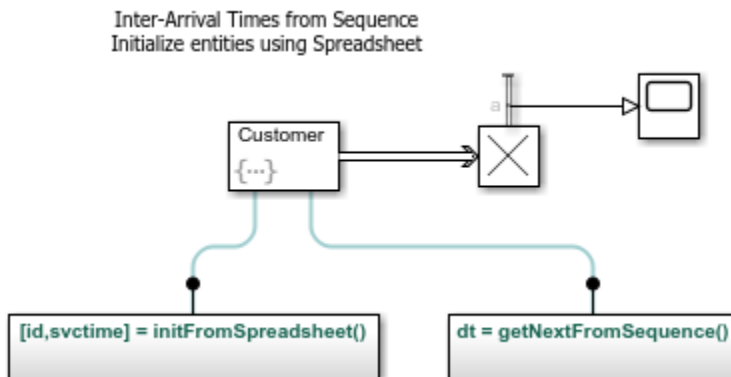 Inter-Arrival Times from Sequence
Initialize entities using Spreadsheet
a
Customer
{···}
[id,svctime] = initFromSpreadsheet()
dt = getNextFromSequence()